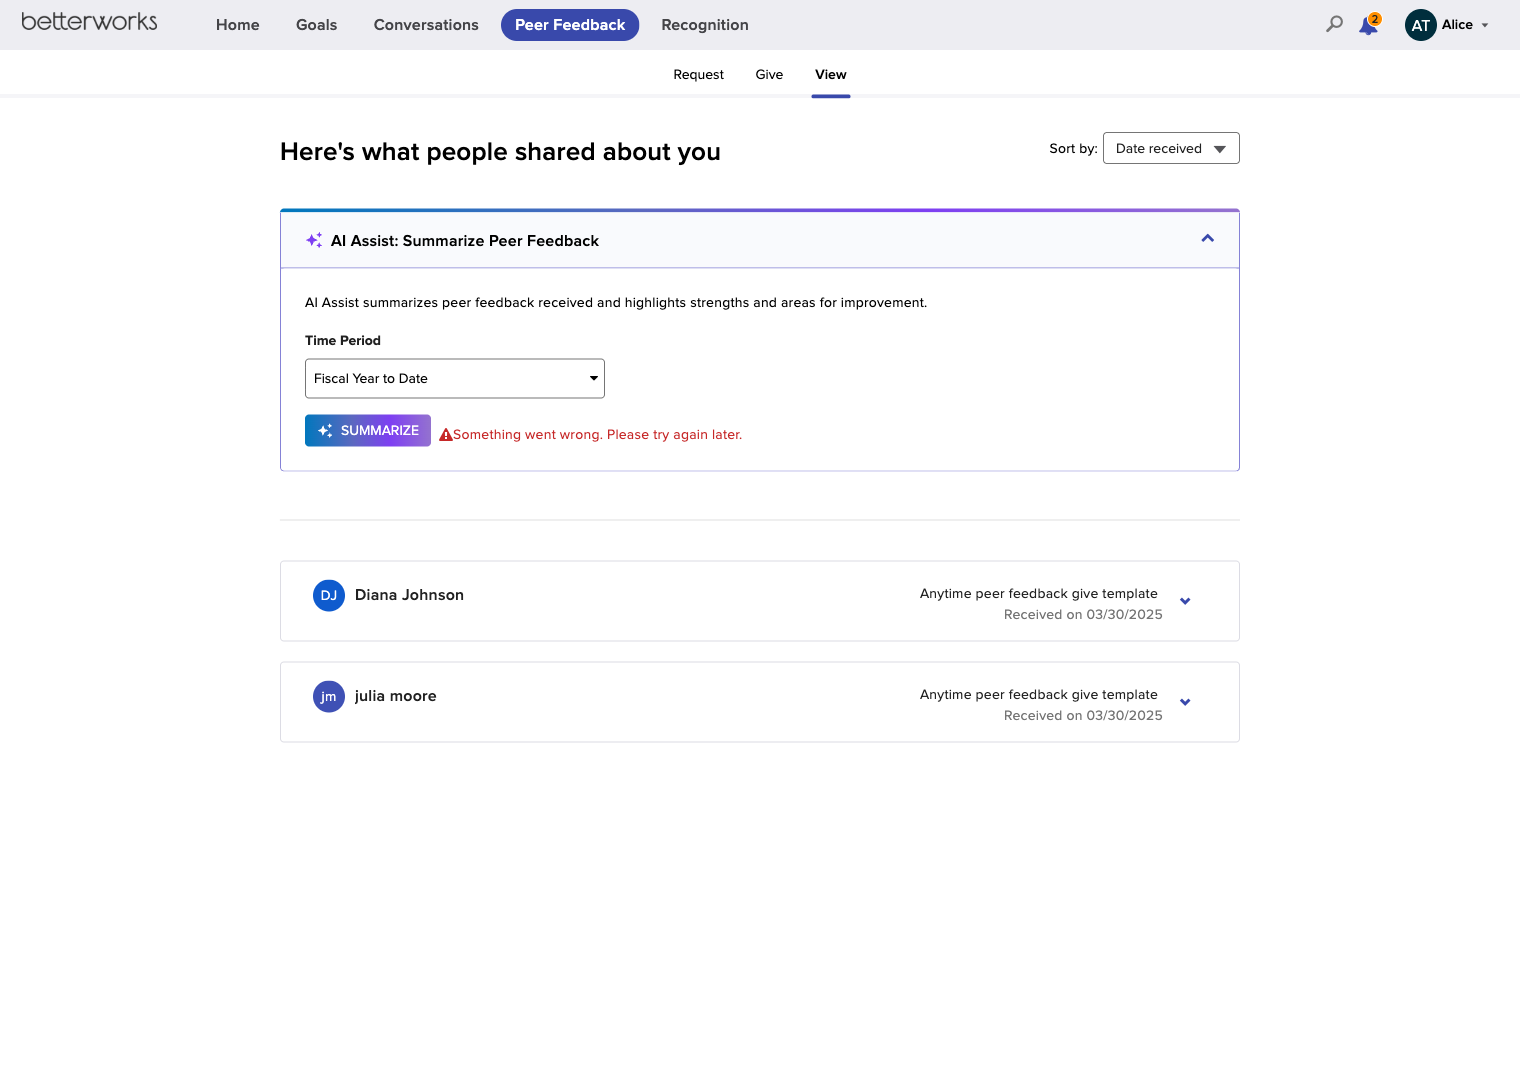 betterworks
Home
Goals
Conversations
Peer Feedback
Recognition
2
AT
Alice
Request
Give
View
Here's what people shared about you
Sort by:
Date received
AI Assist: Summarize Peer Feedback
AI Assist summarizes peer feedback received and highlights strengths and areas for improvement.
Time Period
Fiscal Year to Date
SUMMARIZE
Something went wrong. Please try again later.
DJ
Diana Johnson
Anytime peer feedback give template
Received on 03/30/2025
jm
julia moore
Anytime peer feedback give template
Received on 03/30/2025